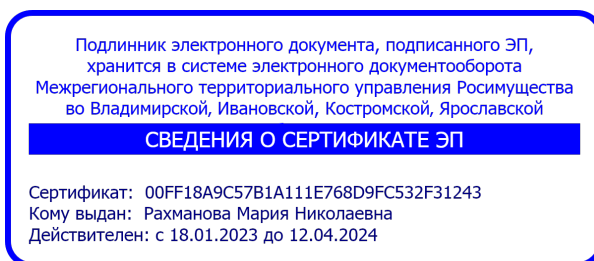 Подлинник электронного документа, подписанного ЭП,
хранится в системе электронного документооборота
Межрегионального территориального управления Росимущества
во Владимирской, Ивановской, Костромской, Ярославской
СВЕДЕНИЯ О СЕРТИФИКАТЕ ЭП
Сертификат: 00FF18A9C57B1A111E768D9FC532F31243
Кому выдан: Рахманова Мария Николаевна
Действителен: с 18.01.2023 до 12.04.2024